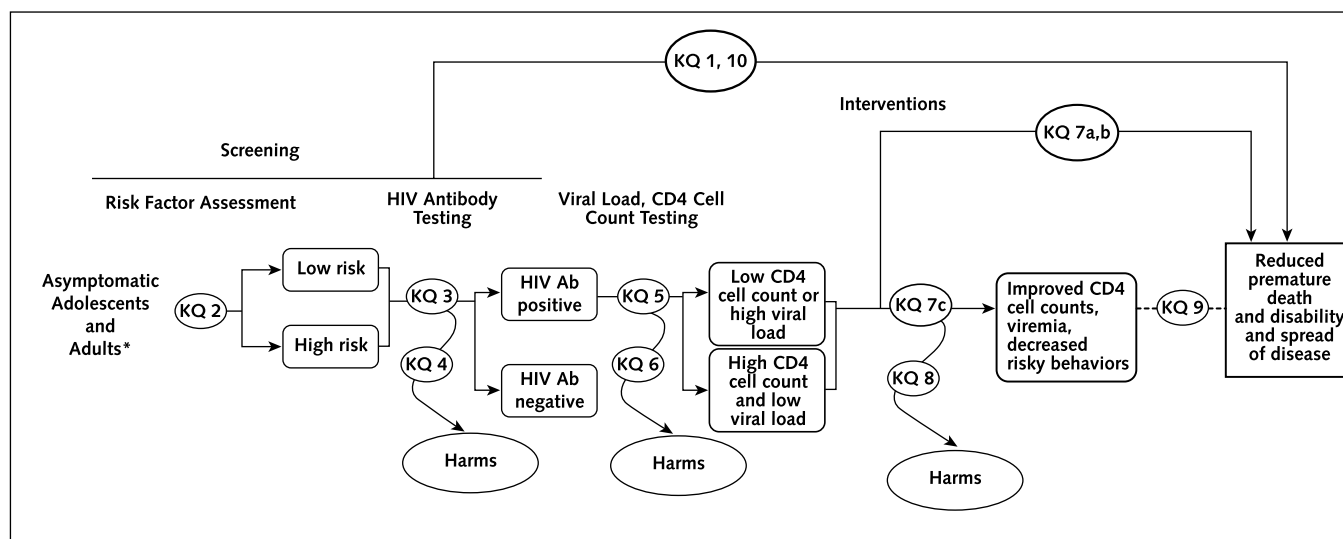 KQ 1, 10
Interventions
KQ 7a,b
Screening
Risk Factor Assessment
HIV Antibody
Testing
Viral Load, CD4 Cell
Count Testing
Asymptomatic
Adolescents
and
Adults*
KQ 2
Low risk
High risk
KQ 3
KQ 4
Harms
HIV Ab
positive
HIV Ab
negative
KQ 5
KQ 6
Harms
Low CD4
cell count or
high viral
load
High CD4
cell count
and low
viral load
KQ 7c
KQ 8
Harms
Improved CD4
cell counts,
viremia,
decreased
risky behaviors
KQ 9
Reduced
premature
death
and disability
and spread
of disease